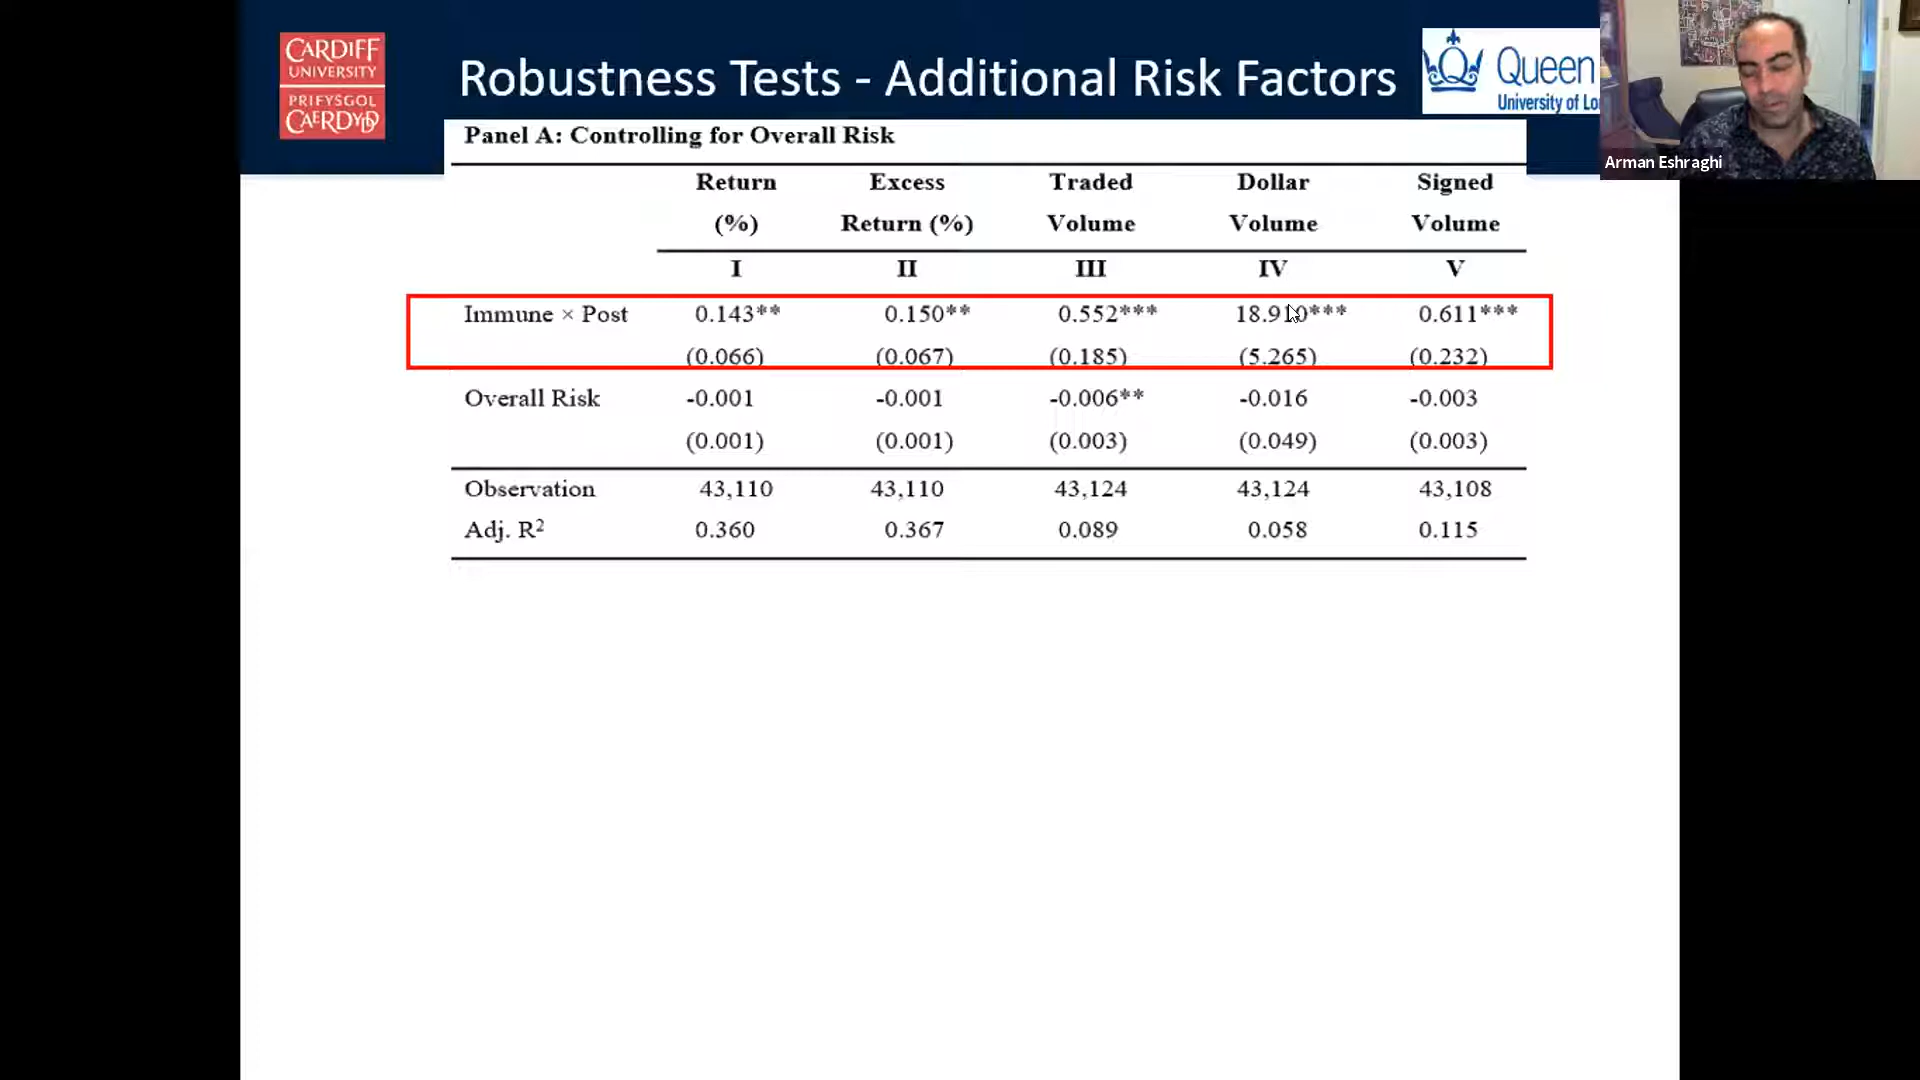 CARDIFF
UNIVERSITY
PRIFYSGOL
CAERDYDD
Robustness Tests - Additional Risk Factors
Queen
University of Lo
Arman Eshraghi
Panel A: Controlling for Overall Risk
Return (%) Excess Return (%) Traded Volume Dollar Volume Signed Volume
I II III IV V
Immune × Post 0.143** 0.150** 0.552*** 18.910*** 0.611***
(0.066) (0.067) (0.185) (5.265) (0.232)
Overall Risk -0.001 -0.001 -0.006** -0.016 -0.003
(0.001) (0.001) (0.003) (0.049) (0.003)
Observation 43,110 43,110 43,124 43,124 43,108
Adj. R² 0.360 0.367 0.089 0.058 0.115